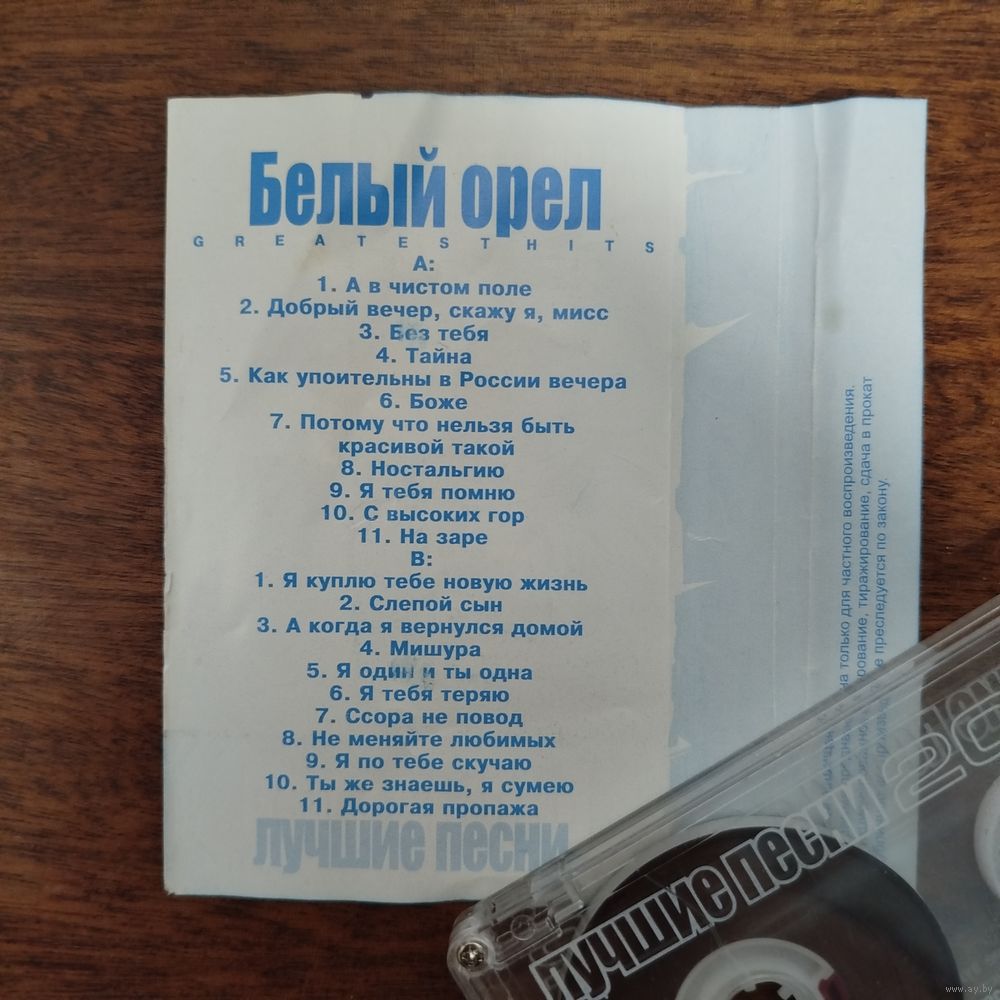 Белый орел
GREATEST HITS
А:
1. А в чистом поле
2. Добрый вечер, скажу я, мисс
3. Без тебя
4. Тайна
5. Как упоительны в России вечера
6. Боже
7. Потому что нельзя быть
красивой такой
8. Ностальгию
9. Я тебя помню
10. С высоких гор
11. На заре
В:
1. Я куплю тебе новую жизнь
2. Слепой сын
3. А когда я вернулся домой
4. Мишура
5. Я один и ты одна
6. Я тебя теряю
7. Ссора не повод
8. Не меняйте любимых
9. Я по тебе скучаю
10. Ты же знаешь, я сумею
11. Дорогая пропажа
лучшие песни
только для частного воспроизведения.
тиражирование, сдача в прокат
преследуется по закону.
лучшие песни 20
www.ay.by